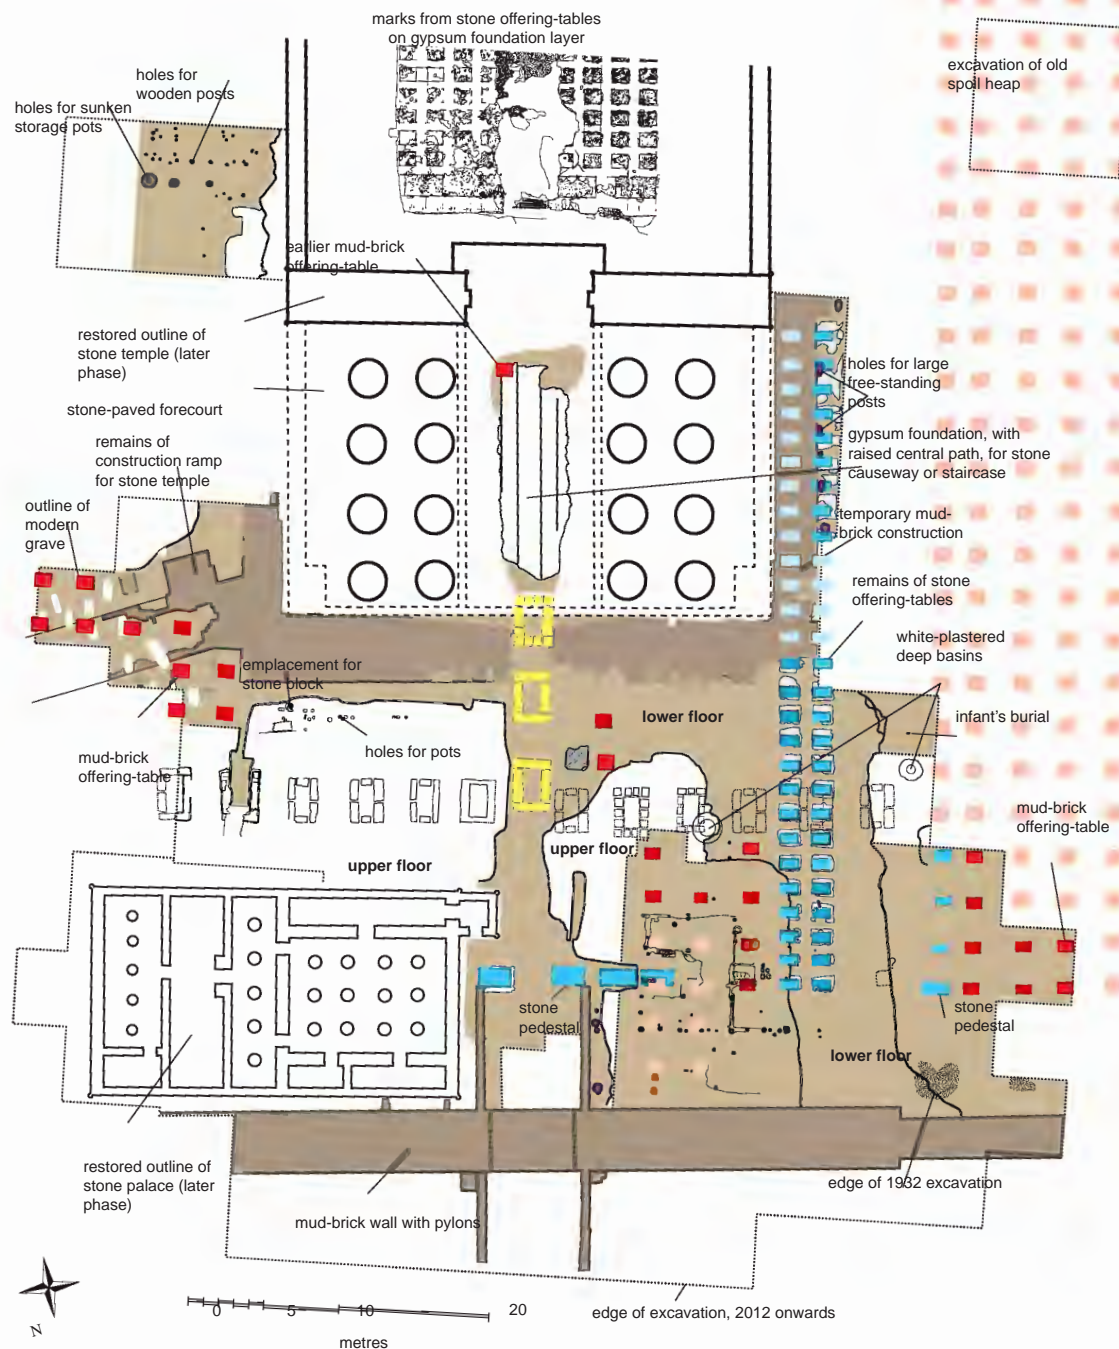 marks from stone offering-tables
on gypsum foundation layer
excavation of old
spoil heap
holes for
wooden posts
holes for sunken
storage pots
earlier mud-brick
offering-table
restored outline of
stone temple (later
phase)
stone-paved forecourt
remains of
construction ramp
for stone temple
outline of
modern
grave
holes for large
free-standing
posts
gypsum foundation, with
raised central path, for stone
causeway or staircase
temporary mud-
brick construction
remains of stone
offering-tables
white-plastered
deep basins
infant's burial
emplacement for
stone block
lower floor
holes for pots
mud-brick
offering-table
mud-brick
offering-table
upper floor
upper floor
stone
pedestal
stone
pedestal
lower floor
restored outline of
stone palace (later
phase)
mud-brick wall with pylons
edge of 1932 excavation
edge of excavation, 2012 onwards
N
0 5 10 20
metres